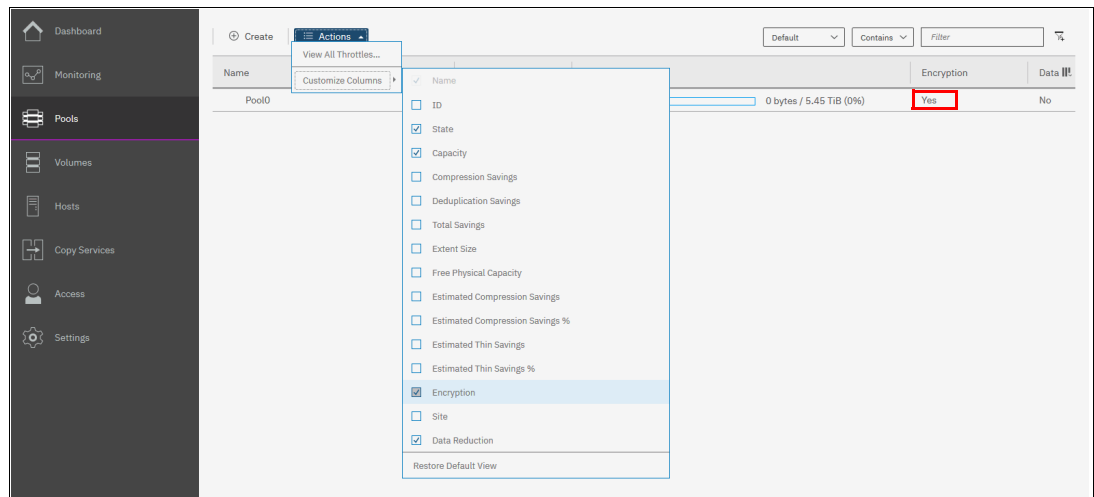 Dashboard
Monitoring
Pools
Volumes
Hosts
Copy Services
Access
Settings
Create
Actions
Default
Contains
Filter
View All Throttles...
Customize Columns
Name
Encryption
Data
Pool0
0 bytes / 5.45 TiB (0%)
Yes
No
Name
ID
State
Capacity
Compression Savings
Deduplication Savings
Total Savings
Extent Size
Free Physical Capacity
Estimated Compression Savings
Estimated Compression Savings %
Estimated Thin Savings
Estimated Thin Savings %
Encryption
Site
Data Reduction
Restore Default View